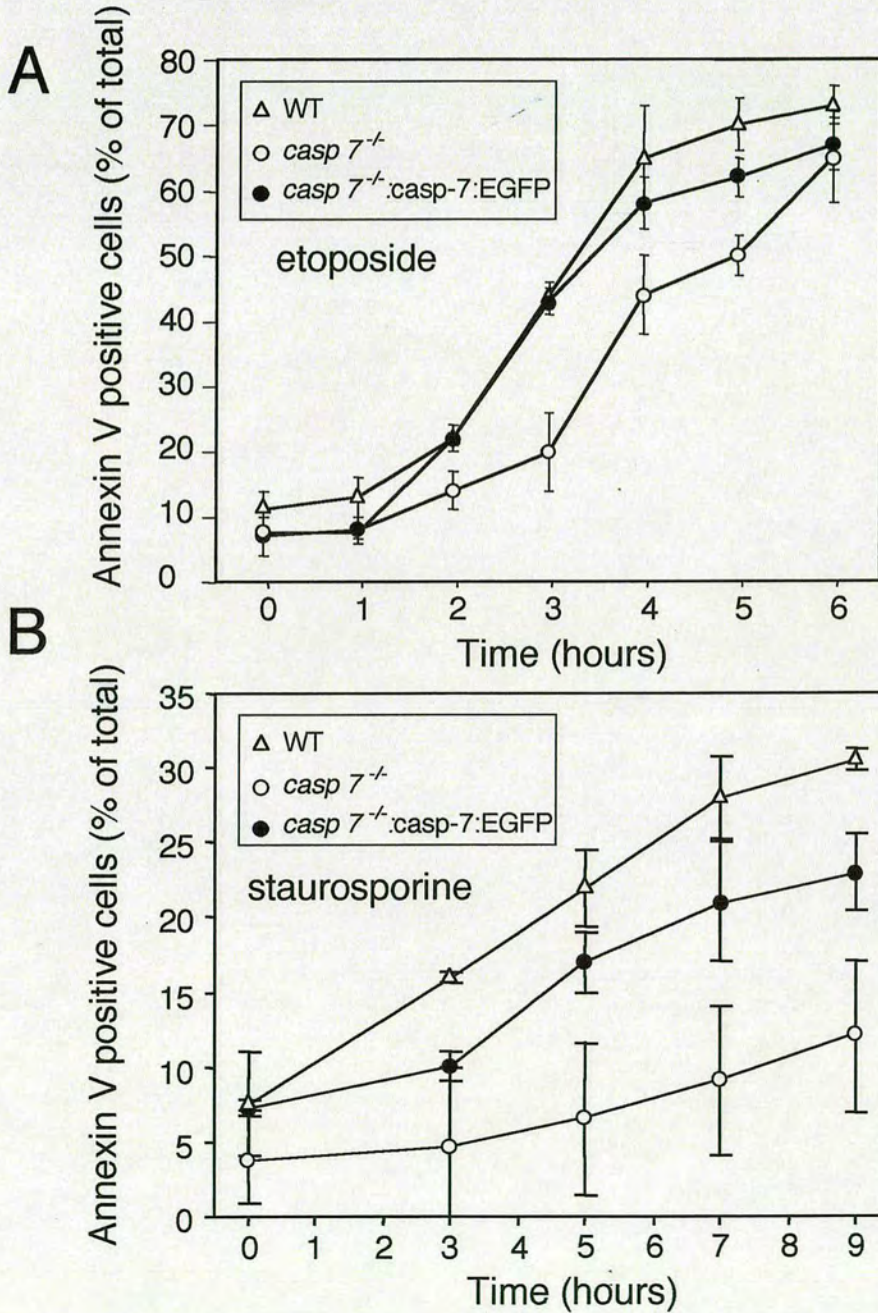 A
Annexin V positive cells (% of total)
80
70
60
50
40
30
20
10
0
△ WT
○ casp 7 -/-
● casp 7 -/-:casp-7:EGFP
etoposide
0 1 2 3 4 5 6
Time (hours)
B
Annexin V positive cells (% of total)
35
30
25
20
15
10
5
0
△ WT
○ casp 7 -/-
● casp 7 -/-:casp-7:EGFP
staurosporine
0 1 2 3 4 5 6 7 8 9
Time (hours)